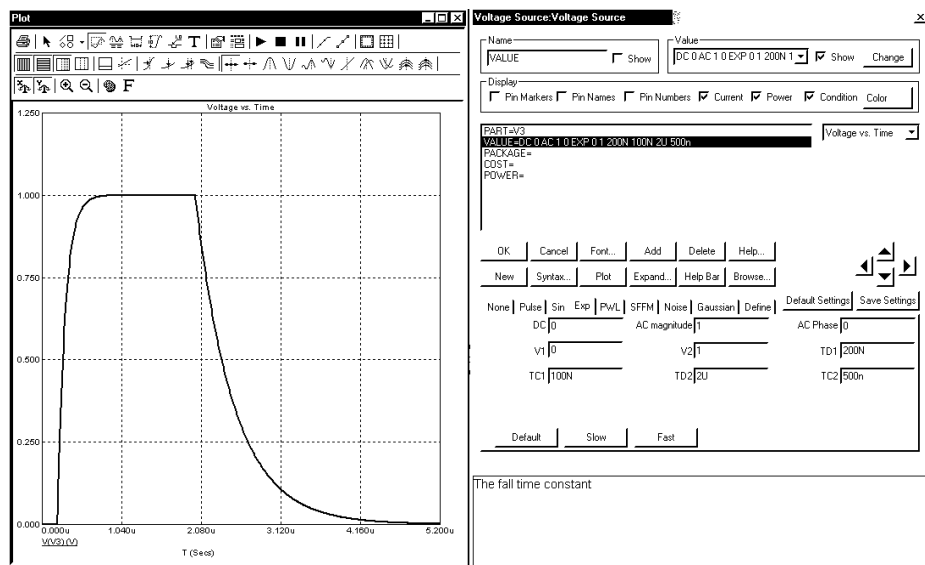 Plot
T
F
Voltage vs. Time
1.250
1.000
0.750
0.500
0.250
0.000
0.000u 1.040u 2.080u 3.120u 4.160u 5.200u
V(V3) (V)
T (Secs)
Voltage Source:Voltage Source
Name
VALUE
Show
Value
DC 0 AC 1 0 EXP 0 1 200N 1
Show
Change
Display
Pin Markers Pin Names Pin Numbers Current Power Condition Color
PART=V3
VALUE=DC 0 AC 1 0 EXP 0 1 200N 100N 2U 500n
PACKAGE=
COST=
POWER=
Voltage vs. Time
OK Cancel Font... Add Delete Help...
New Syntax... Plot Expand... Help Bar Browse...
None Pulse Sin Exp PWL SFFM Noise Gaussian Define
Default Settings Save Settings
DC 0 AC magnitude 1 AC Phase 0
V1 0 V2 1 TD1 200N
TC1 100N TD2 2U TC2 500n
Default Slow Fast
The fall time constant